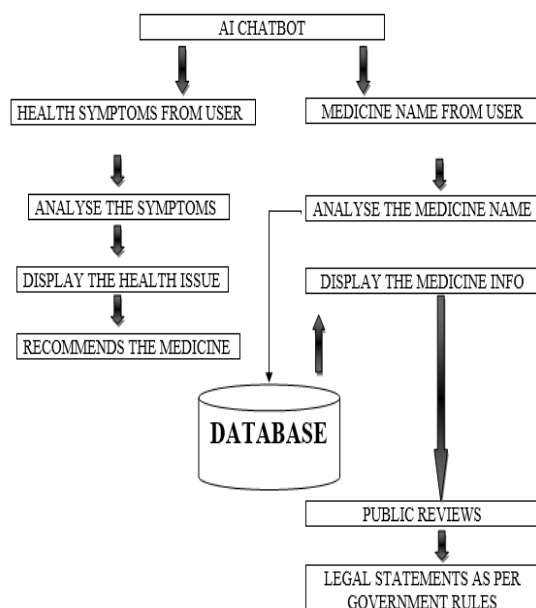 AI CHATBOT
HEALTH SYMPTOMS FROM USER
MEDICINE NAME FROM USER
ANALYSE THE SYMPTOMS
ANALYSE THE MEDICINE NAME
DISPLAY THE HEALTH ISSUE
DISPLAY THE MEDICINE INFO
RECOMMENDS THE MEDICINE
DATABASE
PUBLIC REVIEWS
LEGAL STATEMENTS AS PER
GOVERNMENT RULES